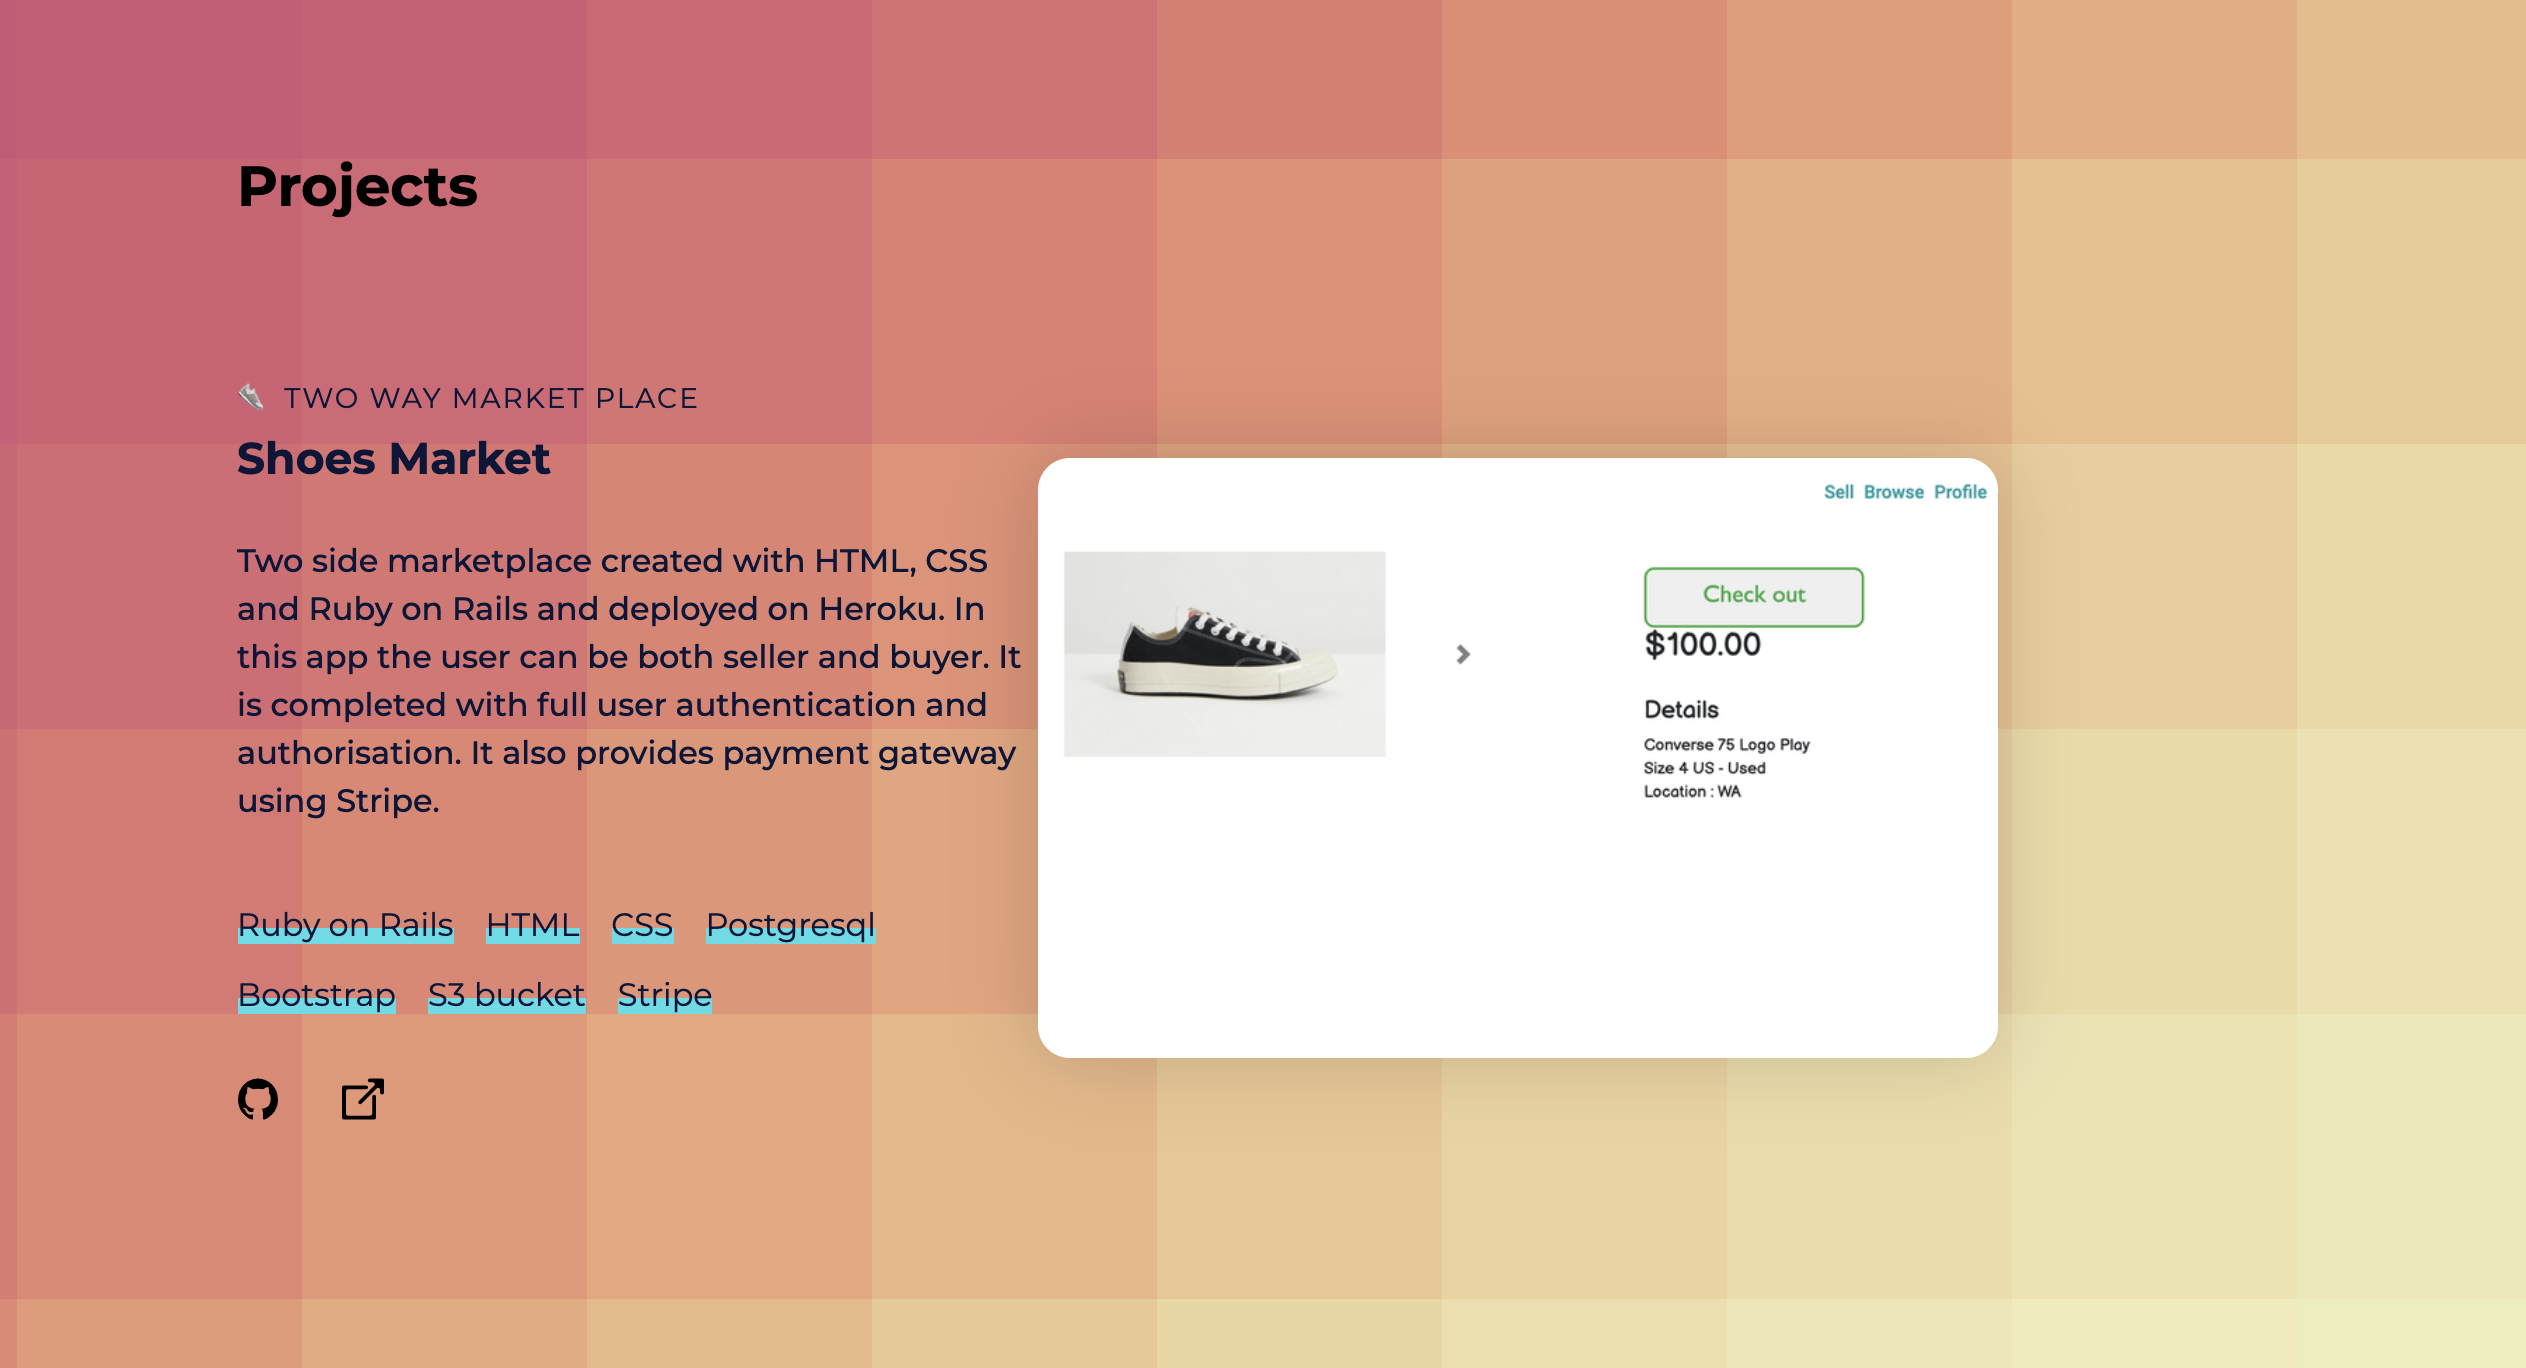 Projects
TWO WAY MARKET PLACE
Shoes Market
Two side marketplace created with HTML, CSS
and Ruby on Rails and deployed on Heroku. In
this app the user can be both seller and buyer. It
is completed with full user authentication and
authorisation. It also provides payment gateway
using Stripe.
Ruby on Rails HTML CSS Postgresql
Bootstrap S3 bucket Stripe
Sell Browse Profile
Check out
$100.00
Details
Converse 75 Logo Play
Size 4 US - Used
Location : WA